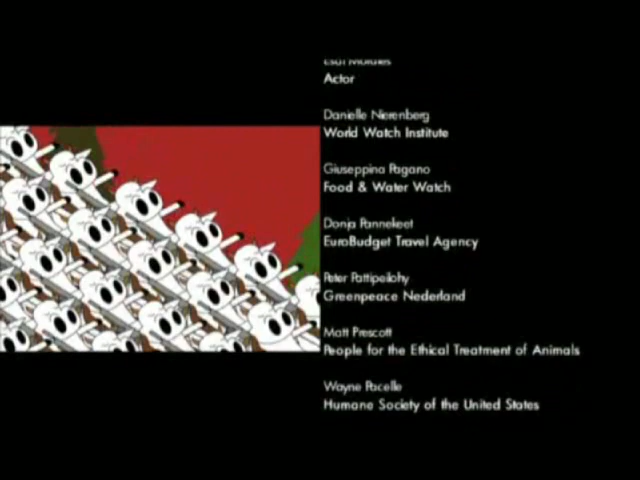 Actor
Danielle Nierenberg
World Watch Institute
Giuseppina Pagano
Food & Water Watch
Donja Pannekeet
EuroBudget Travel Agency
Peter Pattipeilohy
Greenpeace Nederland
Matt Prescott
People for the Ethical Treatment of Animals
Wayne Pacelle
Humane Society of the United States